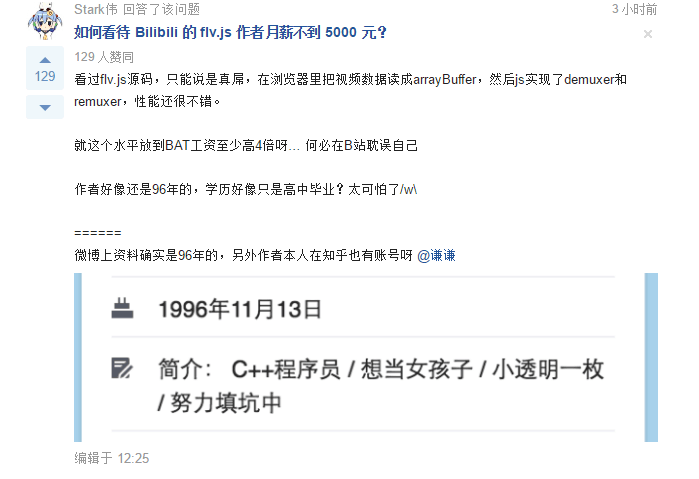 Stark伟 回答了该问题
3 小时前
如何看待 Bilibili 的 flv.js 作者月薪不到 5000 元？
129 人赞同
129
看过flv.js源码，只能说是真屌，在浏览器里把视频数据读成arrayBuffer，然后js实现了demuxer和
remuxer，性能还很不错。
就这个水平放到BAT工资至少高4倍呀... 何必在B站耽误自己
作者好像还是96年的，学历好像只是高中毕业？太可怕了/w\
======
微博上资料确实是96年的，另外作者本人在知乎也有账号呀 @谦谦
1996年11月13日
简介： C++程序员 / 想当女孩子 / 小透明一枚
/ 努力填坑中
编辑于 12:25